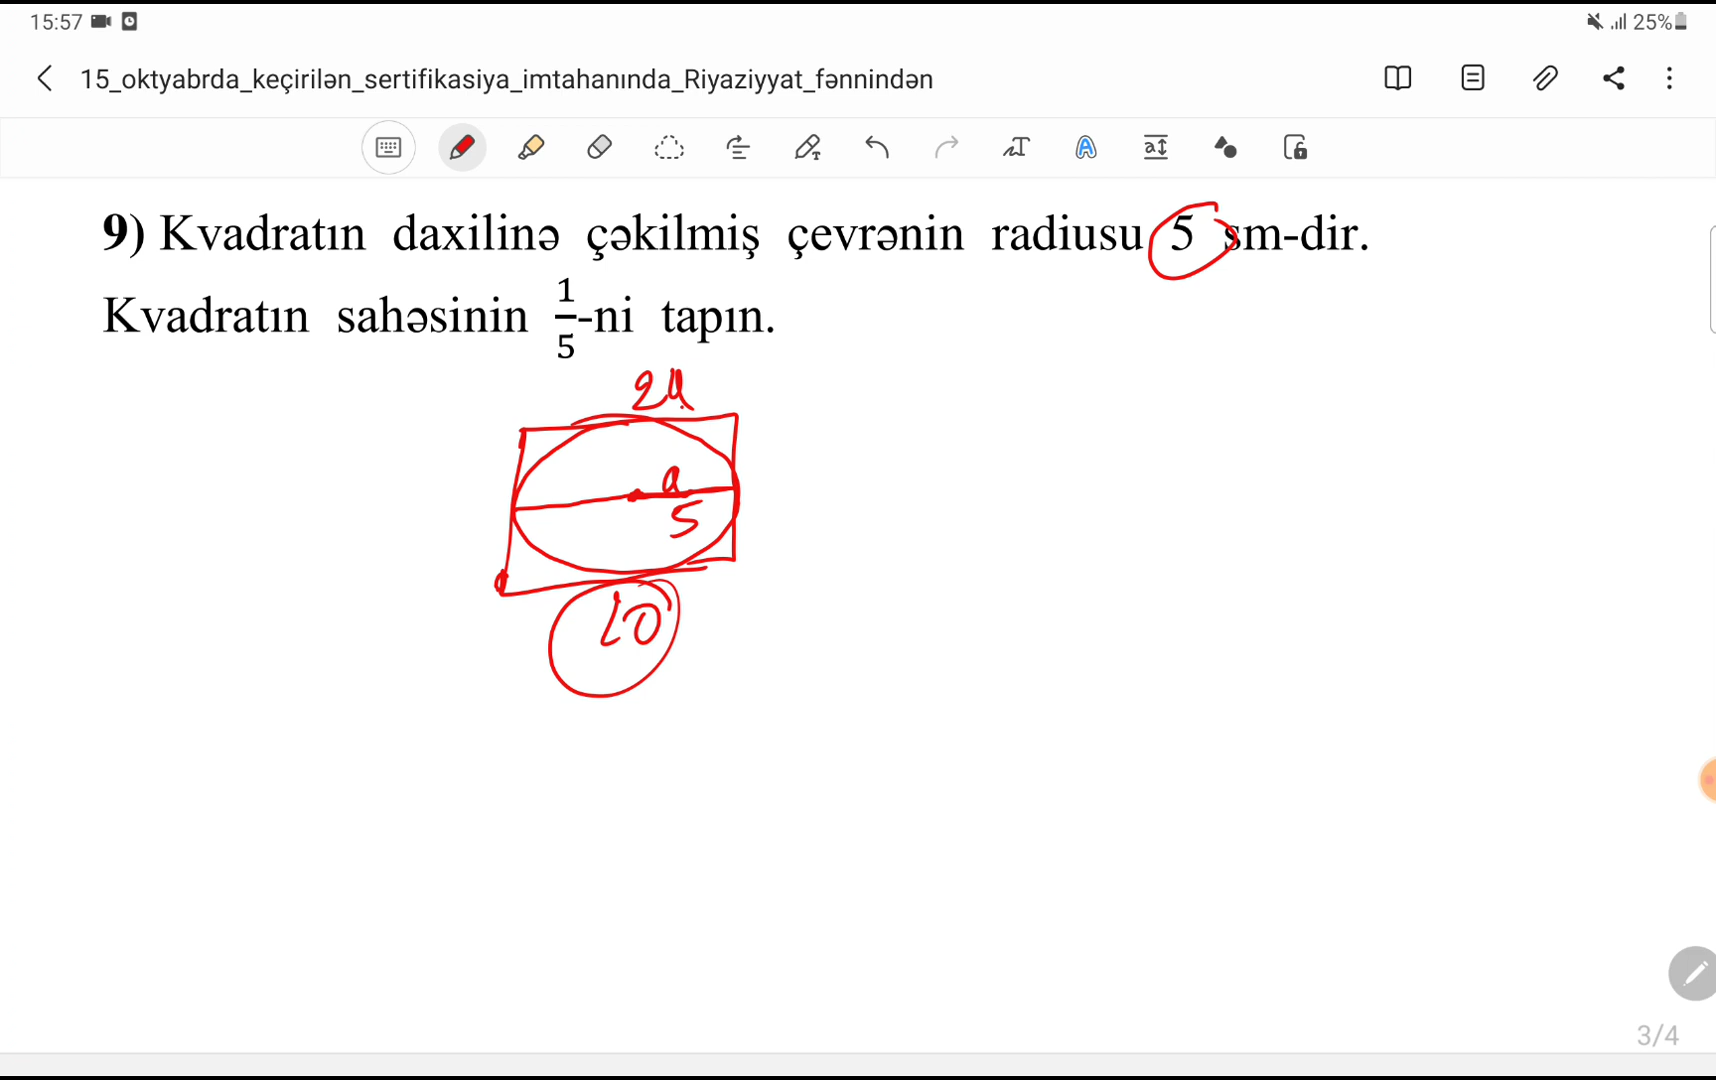 15:57
25%
15_oktyabrda_keçirilən_sertifikasiya_imtahanında_Riyaziyyat_fənnindən
9) Kvadratın daxilinə çəkilmiş çevrənin radiusu 5 sm-dir.
Kvadratın sahəsinin 1/5-ni tapın.
5
10
3/4